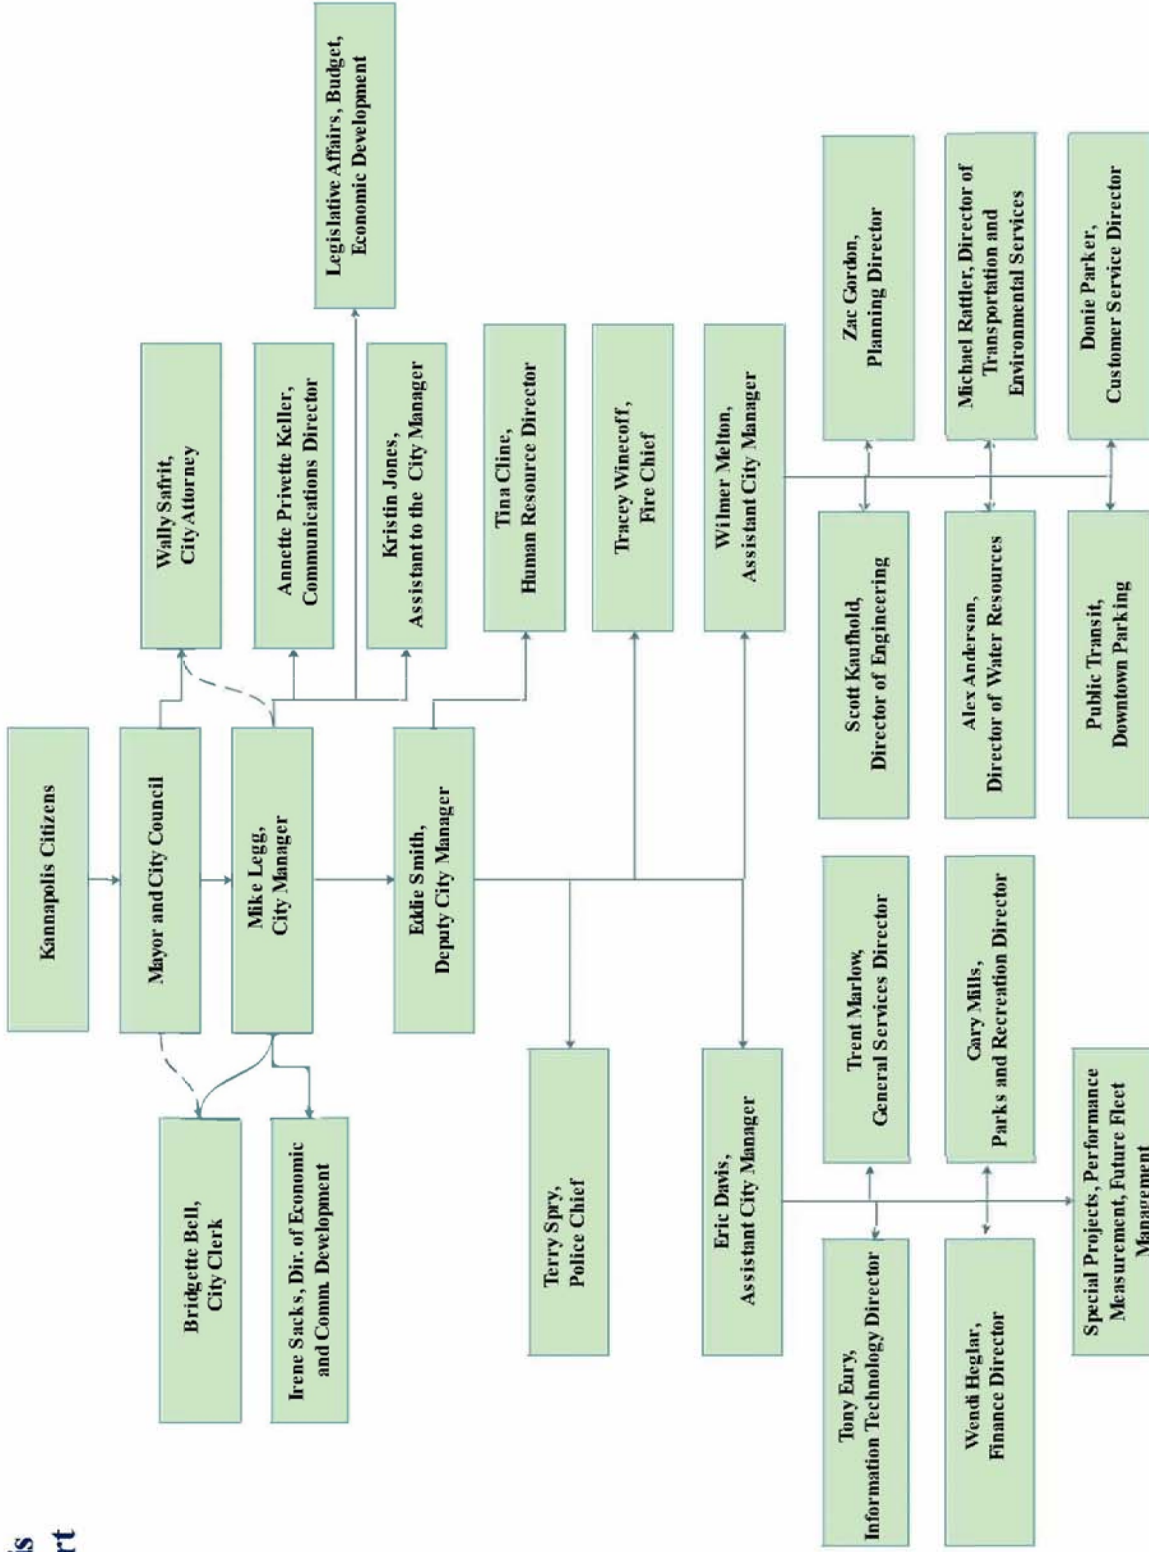 is
rt
Kannapolis Citizens
Mayor and City Council
Wally Safrit,
City Attorney
Bridgette Bell,
City Clerk
Mike Legg,
City Manager
Annette Privette Keller,
Communications Director
Irene Sacks, Dir. of Economic
and Comm. Development
Legislative Affairs, Budget,
Economic Development
Kristin Jones,
Assistant to the City Manager
Eddie Smith,
Deputy City Manager
Tina Cline,
Human Resource Director
Terry Spry,
Police Chief
Tracey Winecoff,
Fire Chief
Eric Davis,
Assistant City Manager
Wilmer Melton,
Assistant City Manager
Tony Eury,
Information Technology Director
Trent Marlow,
General Services Director
Scott Kaufhold,
Director of Engineering
Zac Gordon,
Planning Director
Wendi Heglar,
Finance Director
Gary Mills,
Parks and Recreation Director
Alex Anderson,
Director of Water Resources
Michael Rattler, Director of
Transportation and
Environmental Services
Special Projects, Performance
Measurement, Future Fleet
Management
Public Transit,
Downtown Parking
Donie Parker,
Customer Service Director